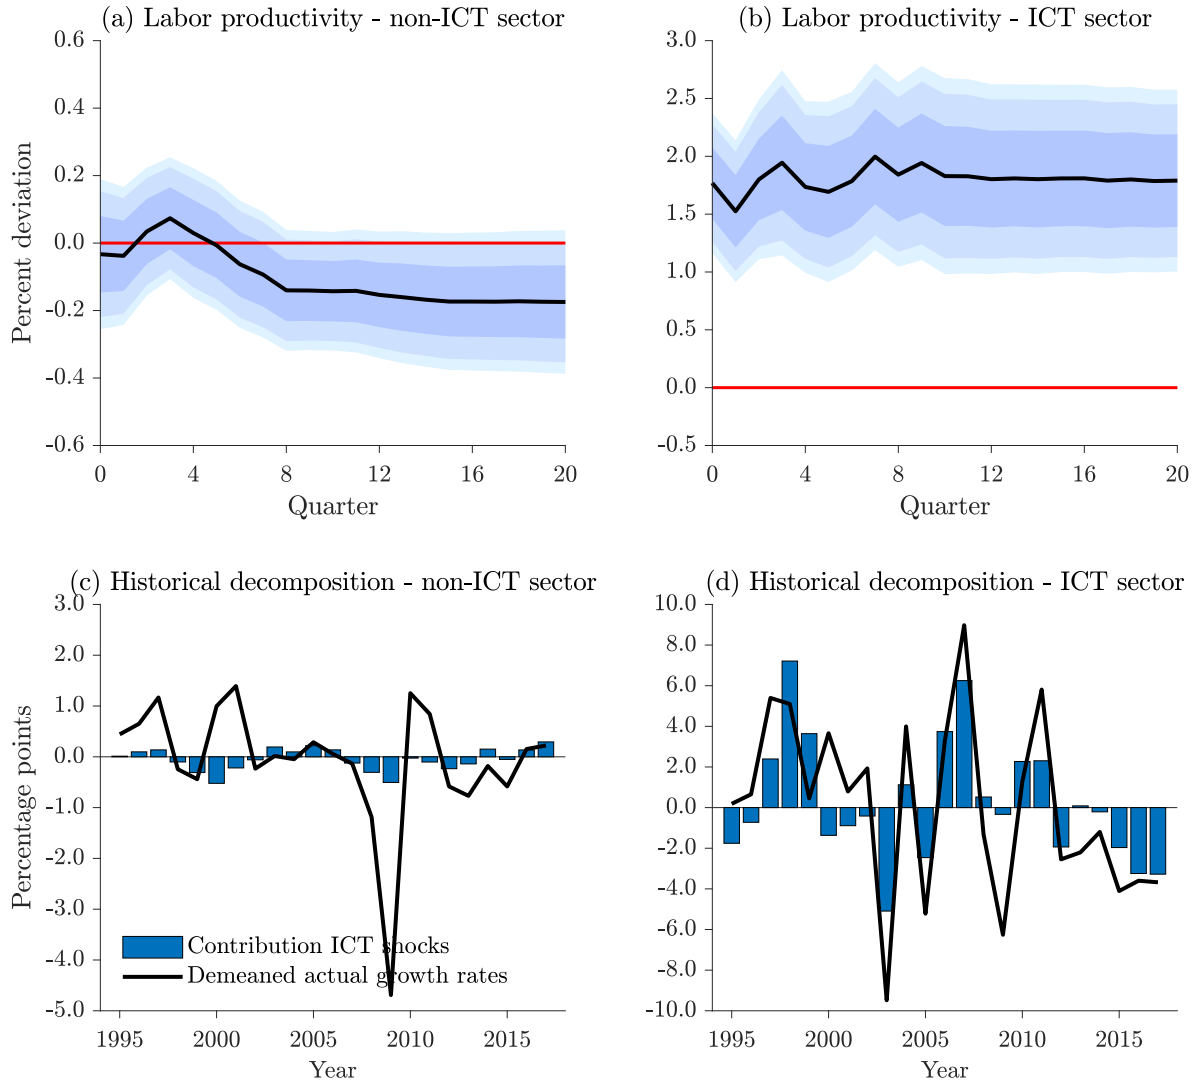 (a) Labor productivity - non-ICT sector
0.6
0.4
0.2
0.0
-0.2
-0.4
-0.6
Percent deviation
0 4 8 12 16 20
Quarter
(b) Labor productivity - ICT sector
3.0
2.5
2.0
1.5
1.0
0.5
0.0
-0.5
0 4 8 12 16 20
Quarter
(c) Historical decomposition - non-ICT sector
3.0
2.0
1.0
0.0
-1.0
-2.0
-3.0
-4.0
-5.0
Percentage points
Contribution ICT shocks
Demeaned actual growth rates
1995 2000 2005 2010 2015
Year
(d) Historical decomposition - ICT sector
10.0
8.0
6.0
4.0
2.0
0.0
-2.0
-4.0
-6.0
-8.0
-10.0
1995 2000 2005 2010 2015
Year